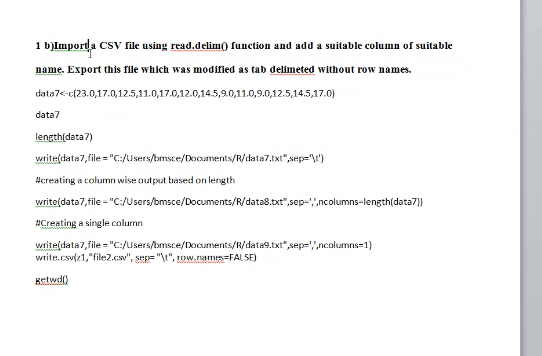 1 b)Import a CSV file using read.delim() function and add a suitable column of suitable
name. Export this file which was modified as tab delimeted without row names.
data7<-c(23.0,17.0,12.5,11.0,17.0,12.0,14.5,9.0,11.0,9.0,12.5,14.5,17.0)
data7
length(data7)
write(data7,file = "C:/Users/bmsce/Documents/R/data7.txt",sep='\t')
#creating a column wise output based on length
write(data7,file = "C:/Users/bmsce/Documents/R/data8.txt",sep=',',ncolumns=length(data7))
#Creating a single column
write(data7,file = "C:/Users/bmsce/Documents/R/data9.txt",sep=',',ncolumns=1)
write.csv(z1,"file2.csv", sep= "\t", row.names=FALSE)
getwd()